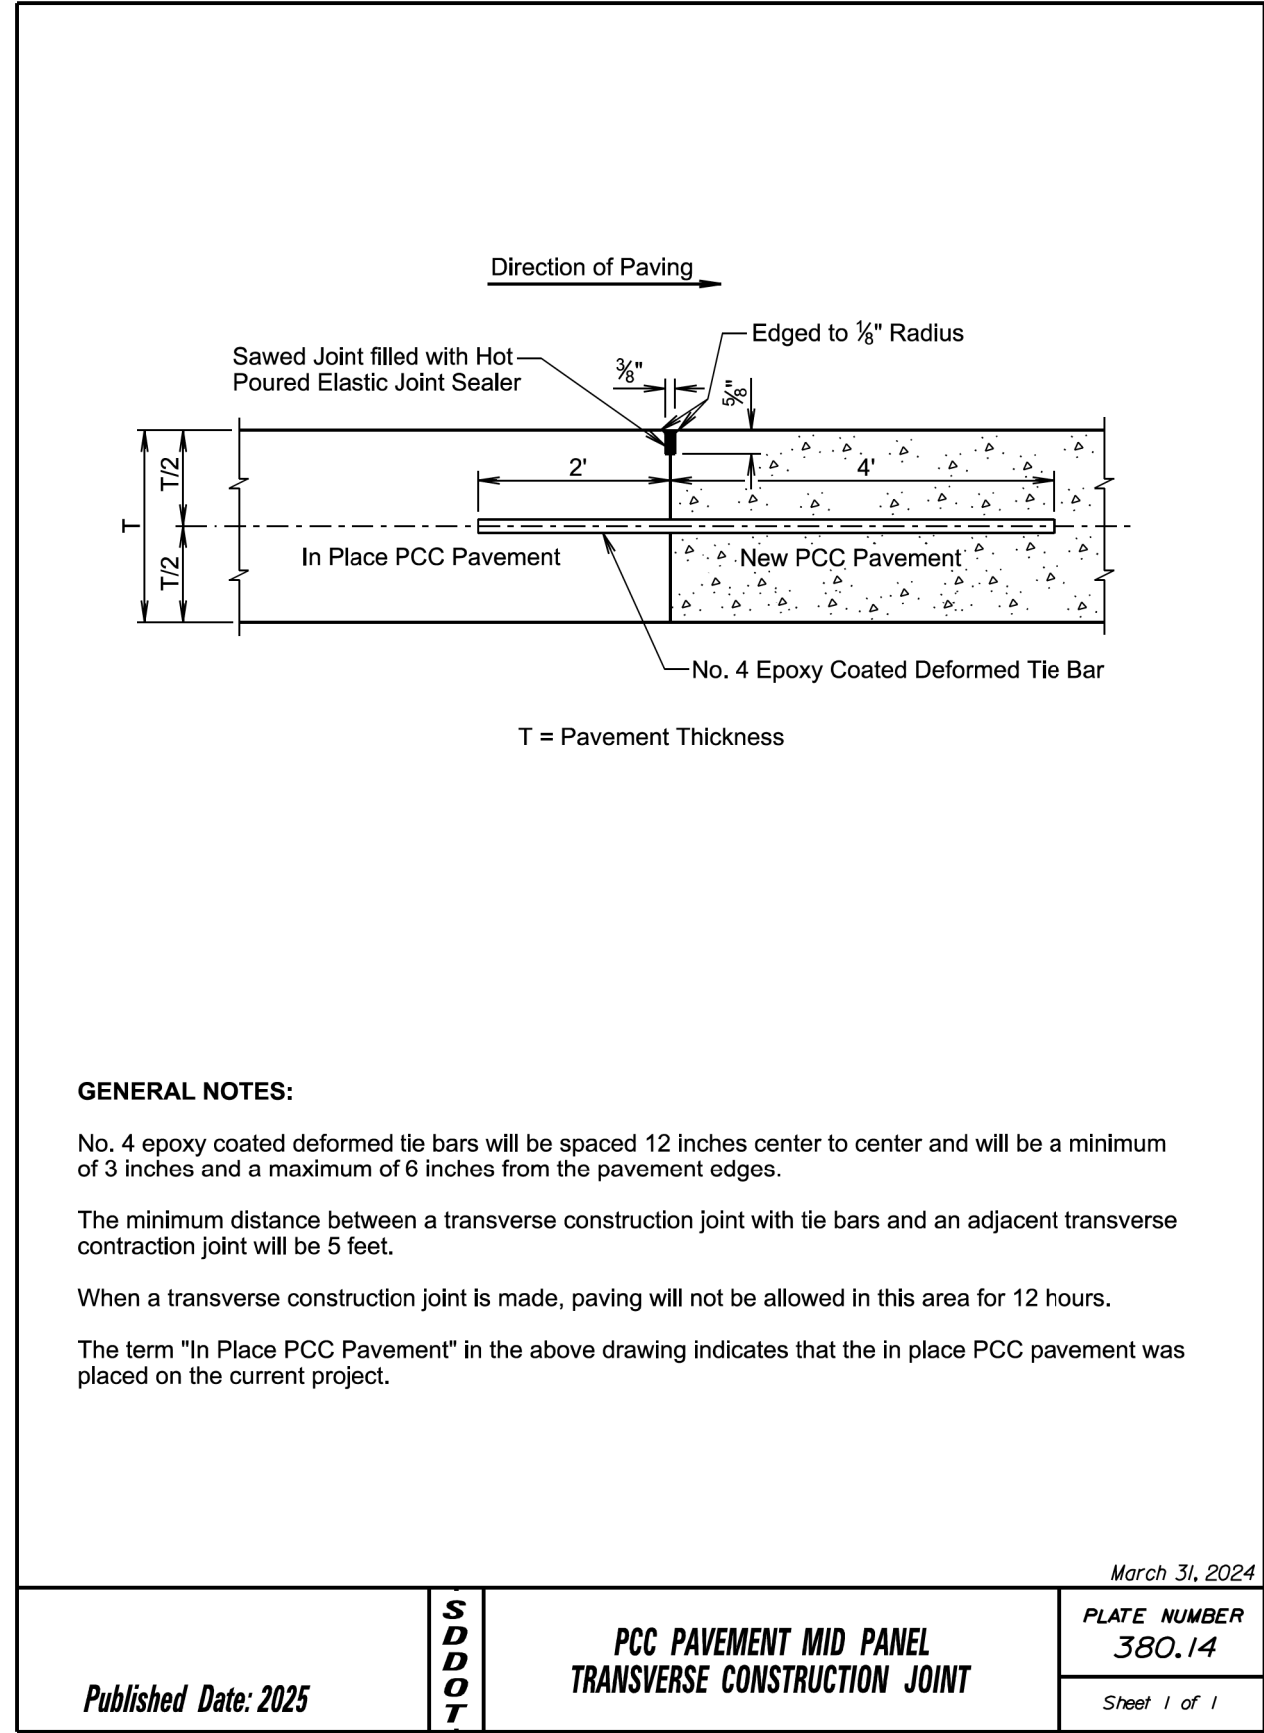 Direction of Paving
Edged to ⅛" Radius
Sawed Joint filled with Hot
Poured Elastic Joint Sealer
⅜"
⅝"
T/2
2'
4'
T
In Place PCC Pavement
New PCC Pavement
T/2
No. 4 Epoxy Coated Deformed Tie Bar
T = Pavement Thickness
GENERAL NOTES:
No. 4 epoxy coated deformed tie bars will be spaced 12 inches center to center and will be a minimum
of 3 inches and a maximum of 6 inches from the pavement edges.
The minimum distance between a transverse construction joint with tie bars and an adjacent transverse
contraction joint will be 5 feet.
When a transverse construction joint is made, paving will not be allowed in this area for 12 hours.
The term "In Place PCC Pavement" in the above drawing indicates that the in place PCC pavement was
placed on the current project.
March 31, 2024
Published Date: 2025
SDDOT
PCC PAVEMENT MID PANEL
TRANSVERSE CONSTRUCTION JOINT
PLATE NUMBER
380.14
Sheet 1 of 1